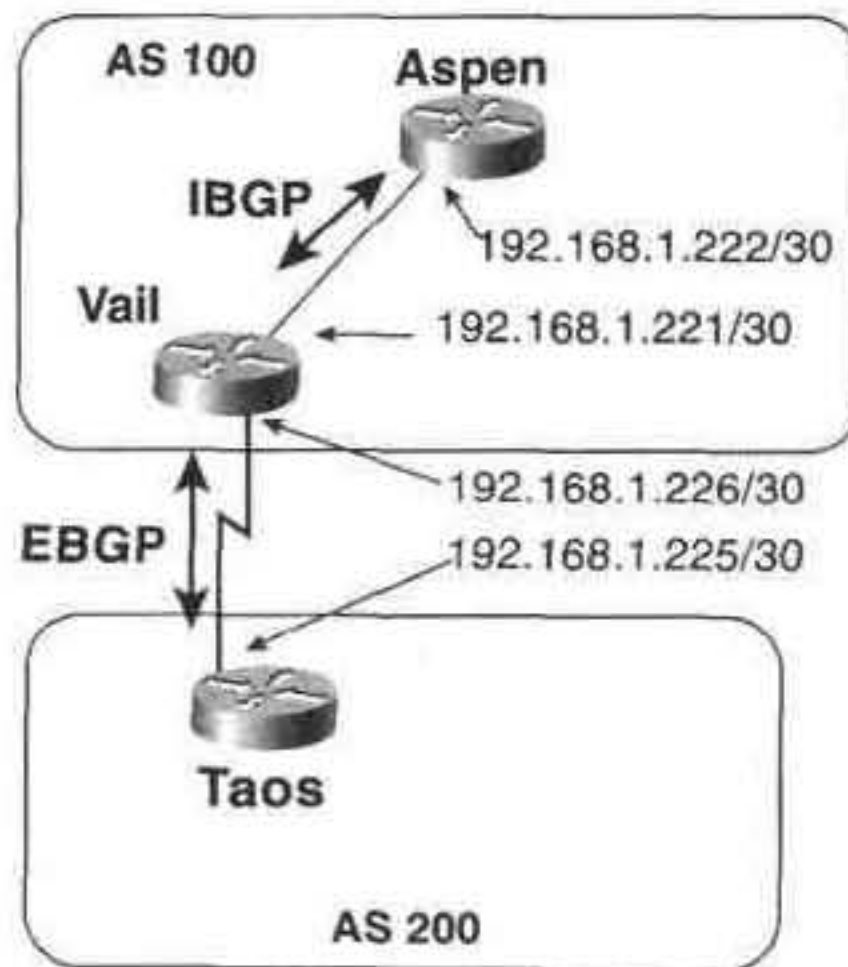 AS 100
Aspen
IBGP
192.168.1.222/30
Vail
192.168.1.221/30
192.168.1.226/30
EBGP
192.168.1.225/30
Taos
AS 200